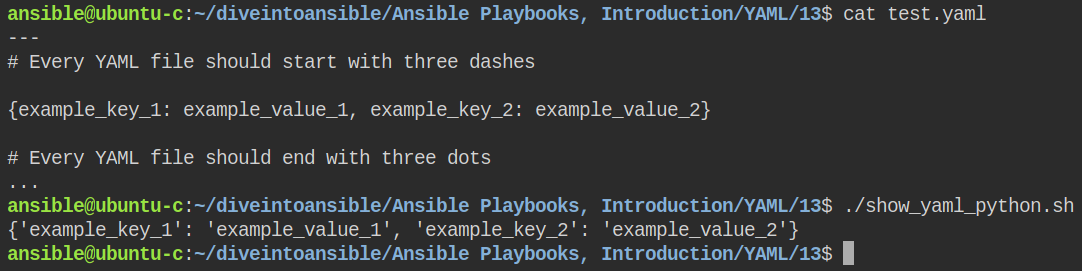 ansible@ubuntu-c:~/diveintoansible/Ansible Playbooks, Introduction/YAML/13$ cat test.yaml
---
# Every YAML file should start with three dashes
{example_key_1: example_value_1, example_key_2: example_value_2}
# Every YAML file should end with three dots
...
ansible@ubuntu-c:~/diveintoansible/Ansible Playbooks, Introduction/YAML/13$ ./show_yaml_python.sh
{'example_key_1': 'example_value_1', 'example_key_2': 'example_value_2'}
ansible@ubuntu-c:~/diveintoansible/Ansible Playbooks, Introduction/YAML/13$